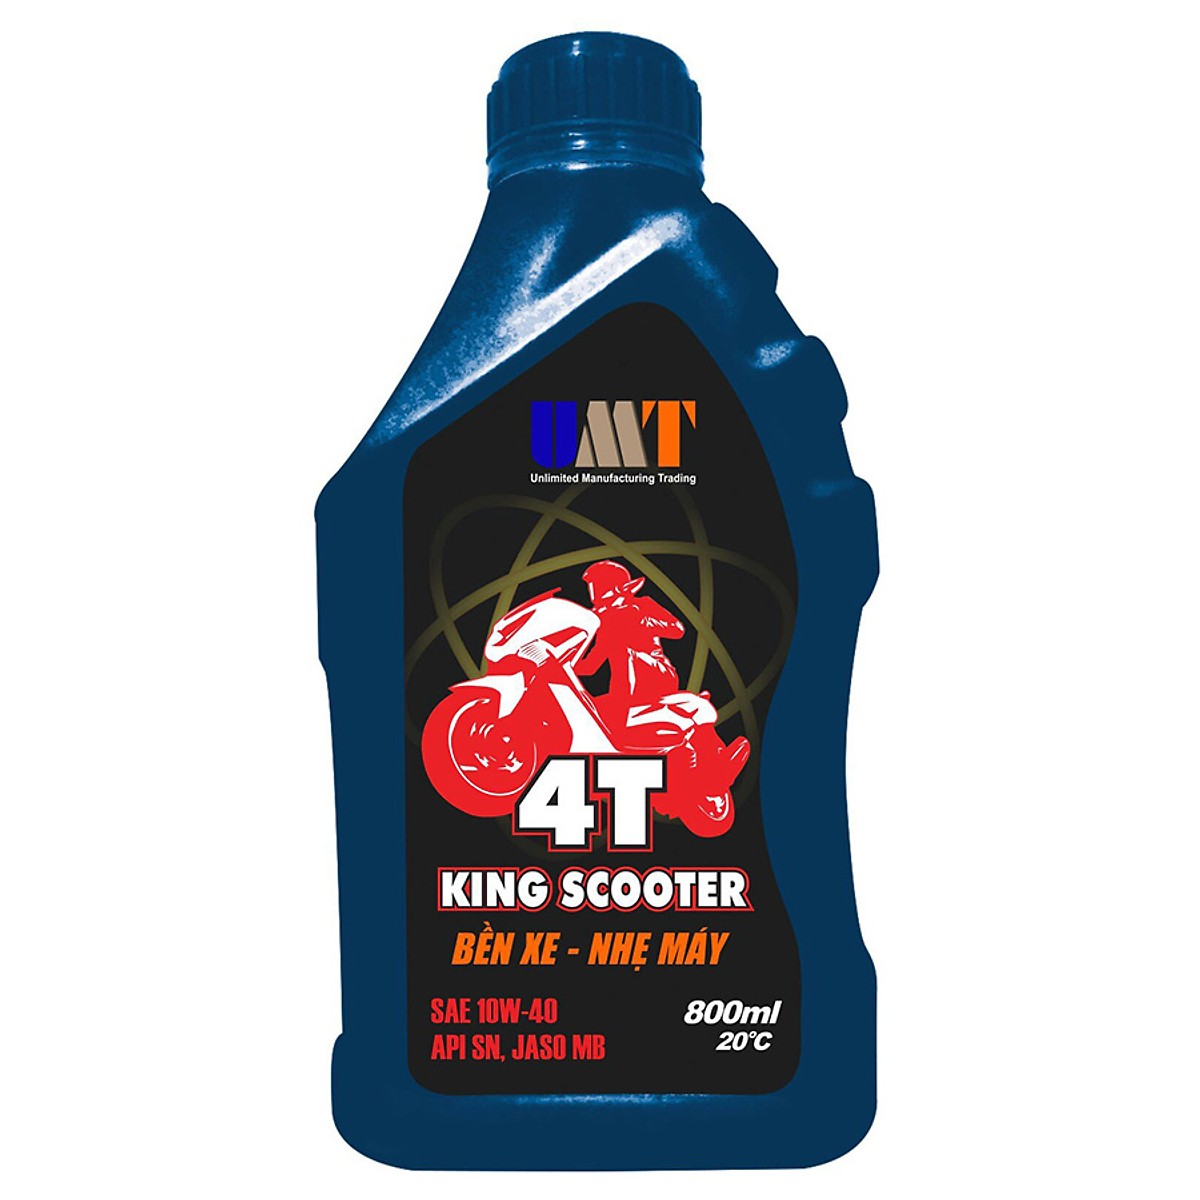 UMT
Unlimited Manufacturing Trading
4T
KING SCOOTER
BỀN XE - NHẸ MÁY
SAE 10W-40
API SN, JASO MB
800ml
20°C